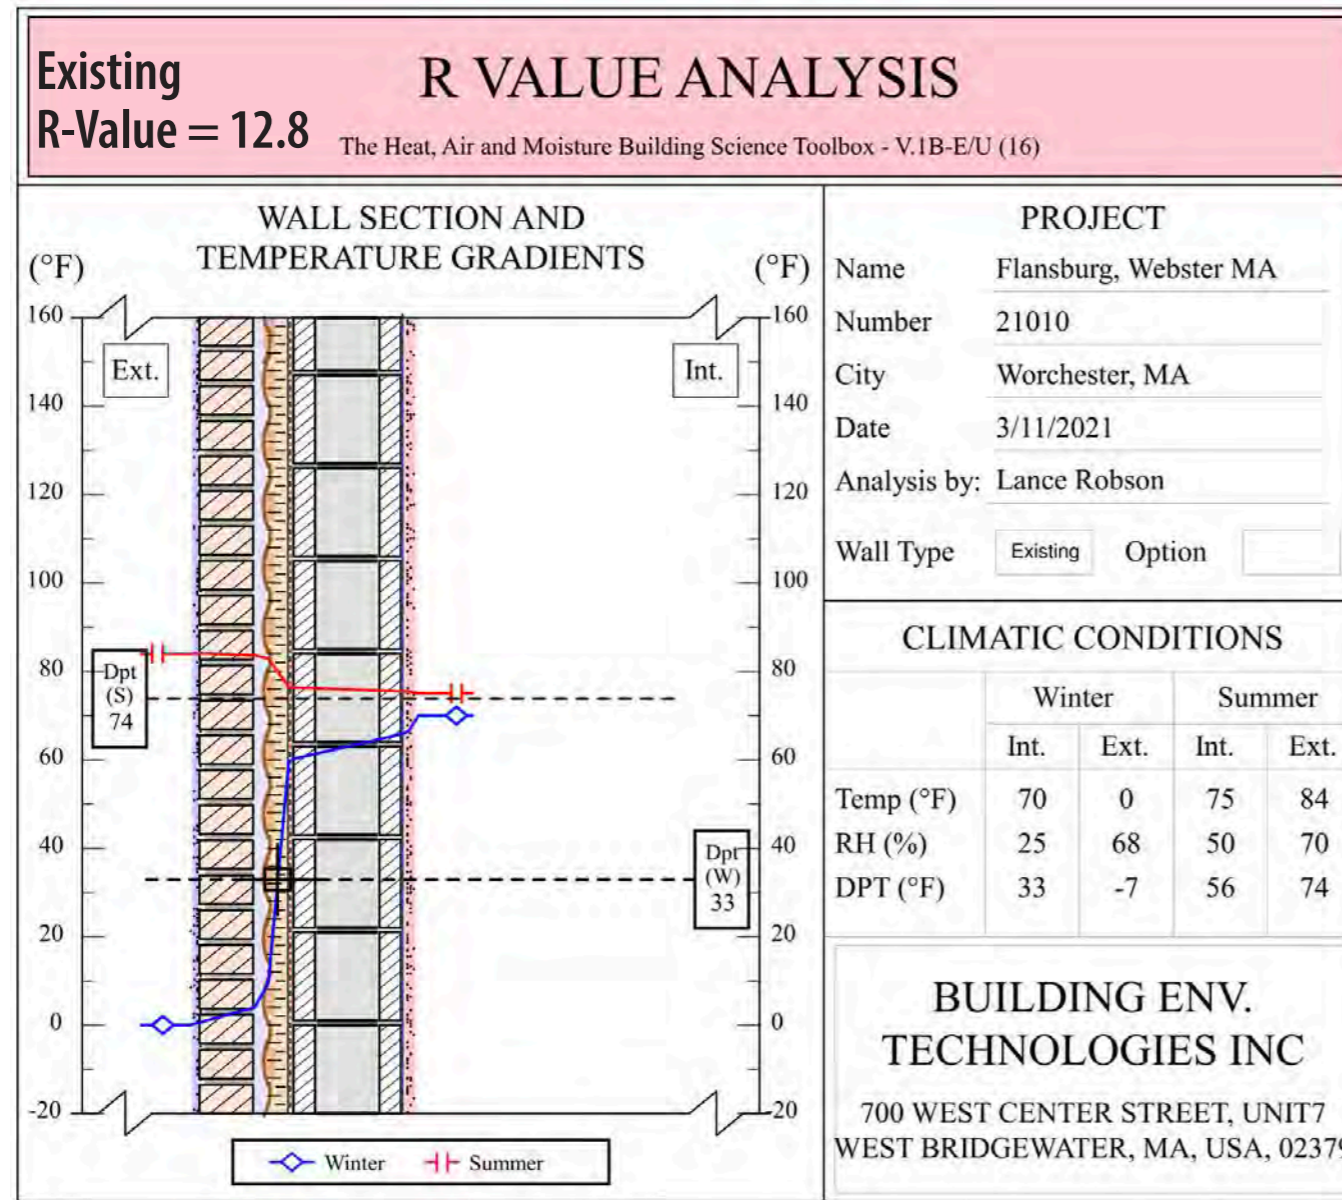 Existing
R-Value = 12.8
R VALUE ANALYSIS
The Heat, Air and Moisture Building Science Toolbox - V.1B-E/U (16)
WALL SECTION AND
TEMPERATURE GRADIENTS
(°F)
(°F)
160
140
120
100
80
60
40
20
0
-20
Ext.
Int.
160
140
120
100
80
60
40
20
0
-20
Dpt
(S)
74
Dpt
(W)
33
Winter Summer
PROJECT
Name Flansburg, Webster MA
Number 21010
City Worchester, MA
Date 3/11/2021
Analysis by: Lance Robson
Wall Type Existing Option
CLIMATIC CONDITIONS
Winter Summer
Int. Ext. Int. Ext.
Temp (°F) 70 0 75 84
RH (%) 25 68 50 70
DPT (°F) 33 -7 56 74
BUILDING ENV.
TECHNOLOGIES INC
700 WEST CENTER STREET, UNIT7
WEST BRIDGEWATER, MA, USA, 02379